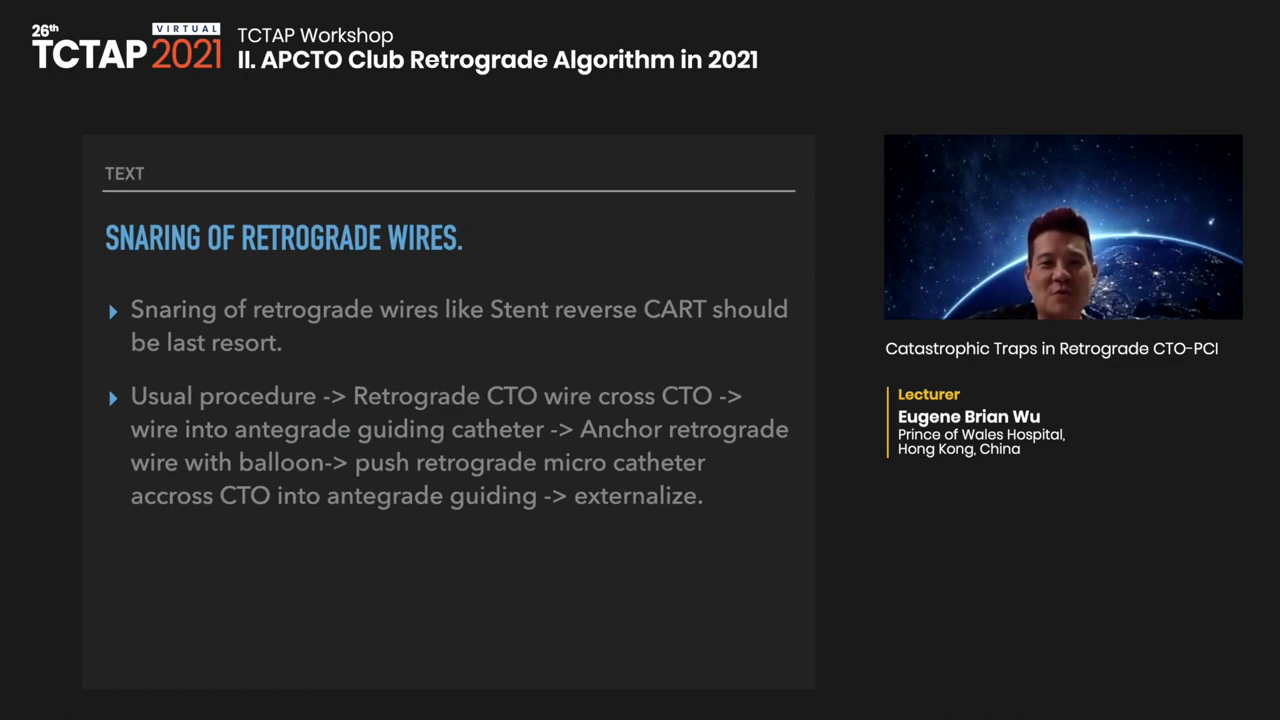 26th
VIRTUAL
TCTAP 2021
TCTAP Workshop
II. APCTO Club Retrograde Algorithm in 2021
TEXT
SNARING OF RETROGRADE WIRES.
Snaring of retrograde wires like Stent reverse CART should
be last resort.
Usual procedure -> Retrograde CTO wire cross CTO ->
wire into antegrade guiding catheter -> Anchor retrograde
wire with balloon-> push retrograde micro catheter
accross CTO into antegrade guiding -> externalize.
Catastrophic Traps in Retrograde CTO-PCI
Lecturer
Eugene Brian Wu
Prince of Wales Hospital,
Hong Kong, China